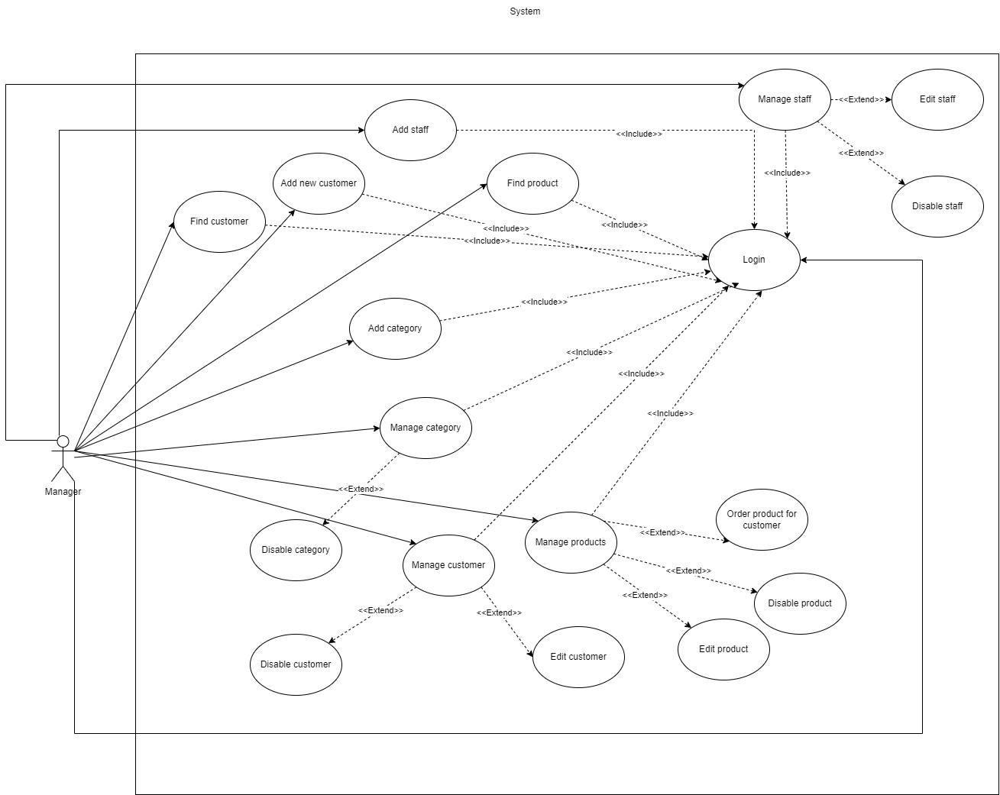 System
Manage staff
<<Extend>>
Edit staff
Add staff
<<Include>>
<<Extend>>
<<Include>>
Add new customer
Find product
Disable staff
Find customer
<<Include>>
<<Include>>
<<Include>>
Login
<<Include>>
Add category
<<Include>>
<<Include>>
<<Include>>
Manage category
Manager
<<Extend>>
Order product for
customer
<<Extend>>
Disable category
Manage customer
Manage products
<<Extend>>
<<Extend>>
Disable product
<<Extend>>
<<Extend>>
Edit product
Edit customer
Disable customer